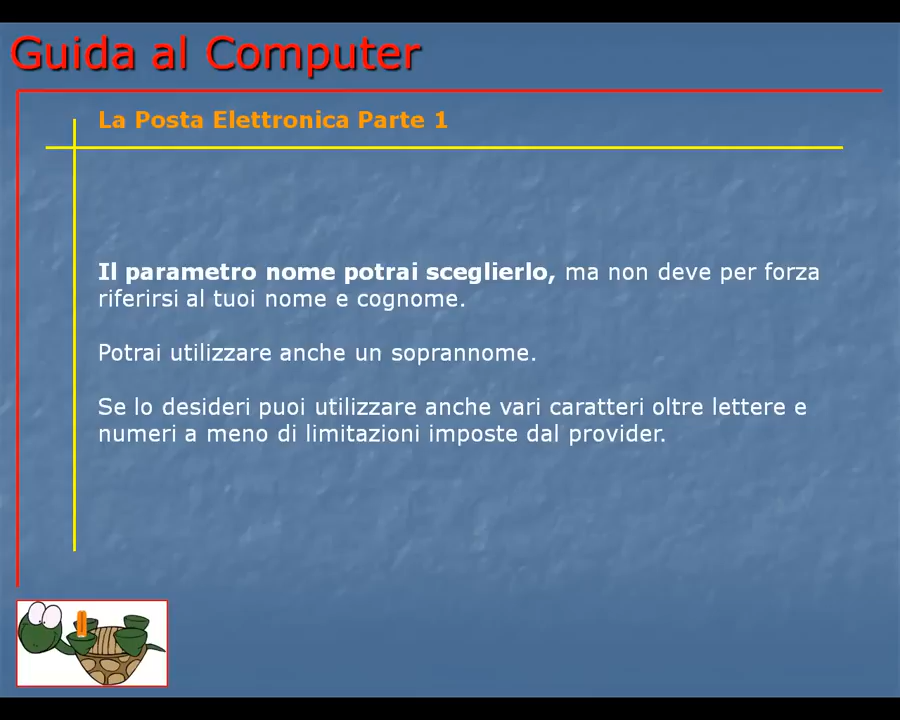 Guida al Computer
La Posta Elettronica Parte 1
Il parametro nome potrai sceglierlo, ma non deve per forza
riferirsi al tuoi nome e cognome.
Potrai utilizzare anche un soprannome.
Se lo desideri puoi utilizzare anche vari caratteri oltre lettere e
numeri a meno di limitazioni imposte dal provider.